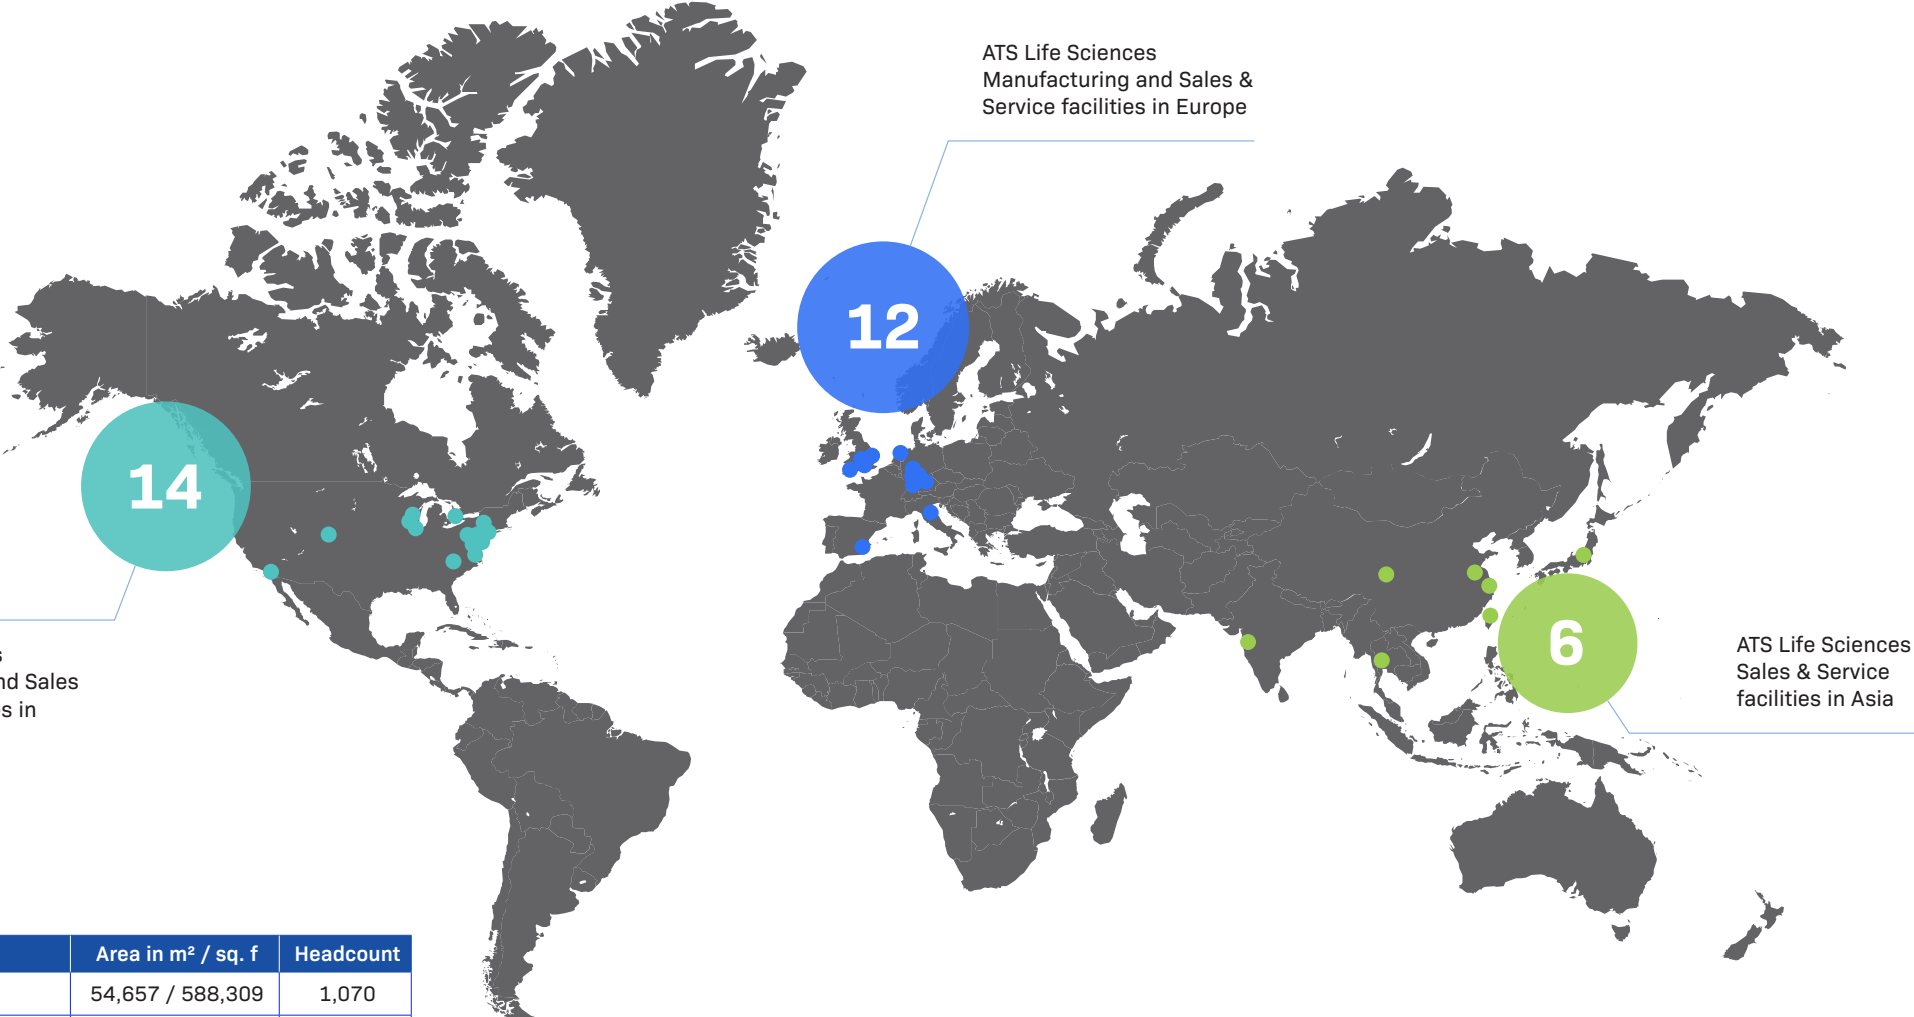 ATS Life Sciences
Manufacturing and Sales &
Service facilities in Europe
12
14
6
ATS Life Sciences
Sales & Service
facilities in Asia
nd Sales
s in
Area in m² / sq. f
Headcount
54,657 / 588,309
1,070